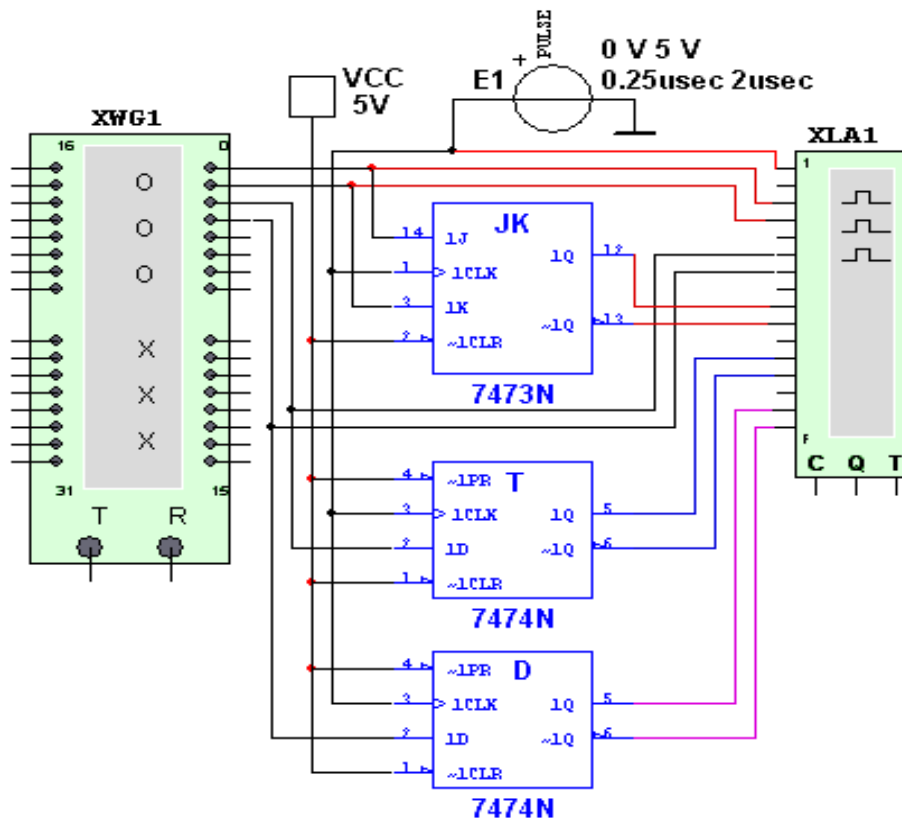 PULSE
+
0 V 5 V
E1
0.25usec 2usec
VCC
5V
XWG1
XLA1
16
0
O
O
O
X
X
X
31
15
T
R
1
F
C Q T
JK
14
1J
1Q
12
1
1CLK
3
1K
~1Q
13
2
~1CLR
7473N
4
~1PR
T
3
1CLK
1Q
5
2
1D
~1Q
6
1
~1CLR
7474N
4
~1PR
D
3
1CLK
1Q
5
2
1D
~1Q
6
1
~1CLR
7474N